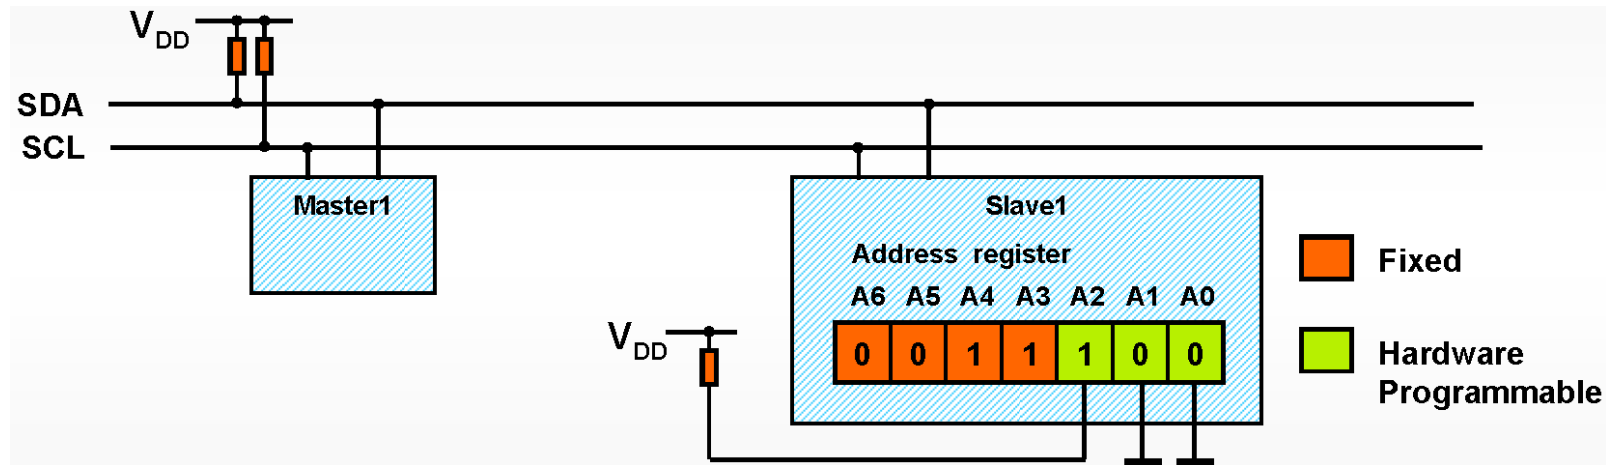 VDD
SDA
SCL
Master1
Slave1
Address register
A6 A5 A4 A3 A2 A1 A0
0 0 1 1 1 0 0
VDD
Fixed
Hardware
Programmable